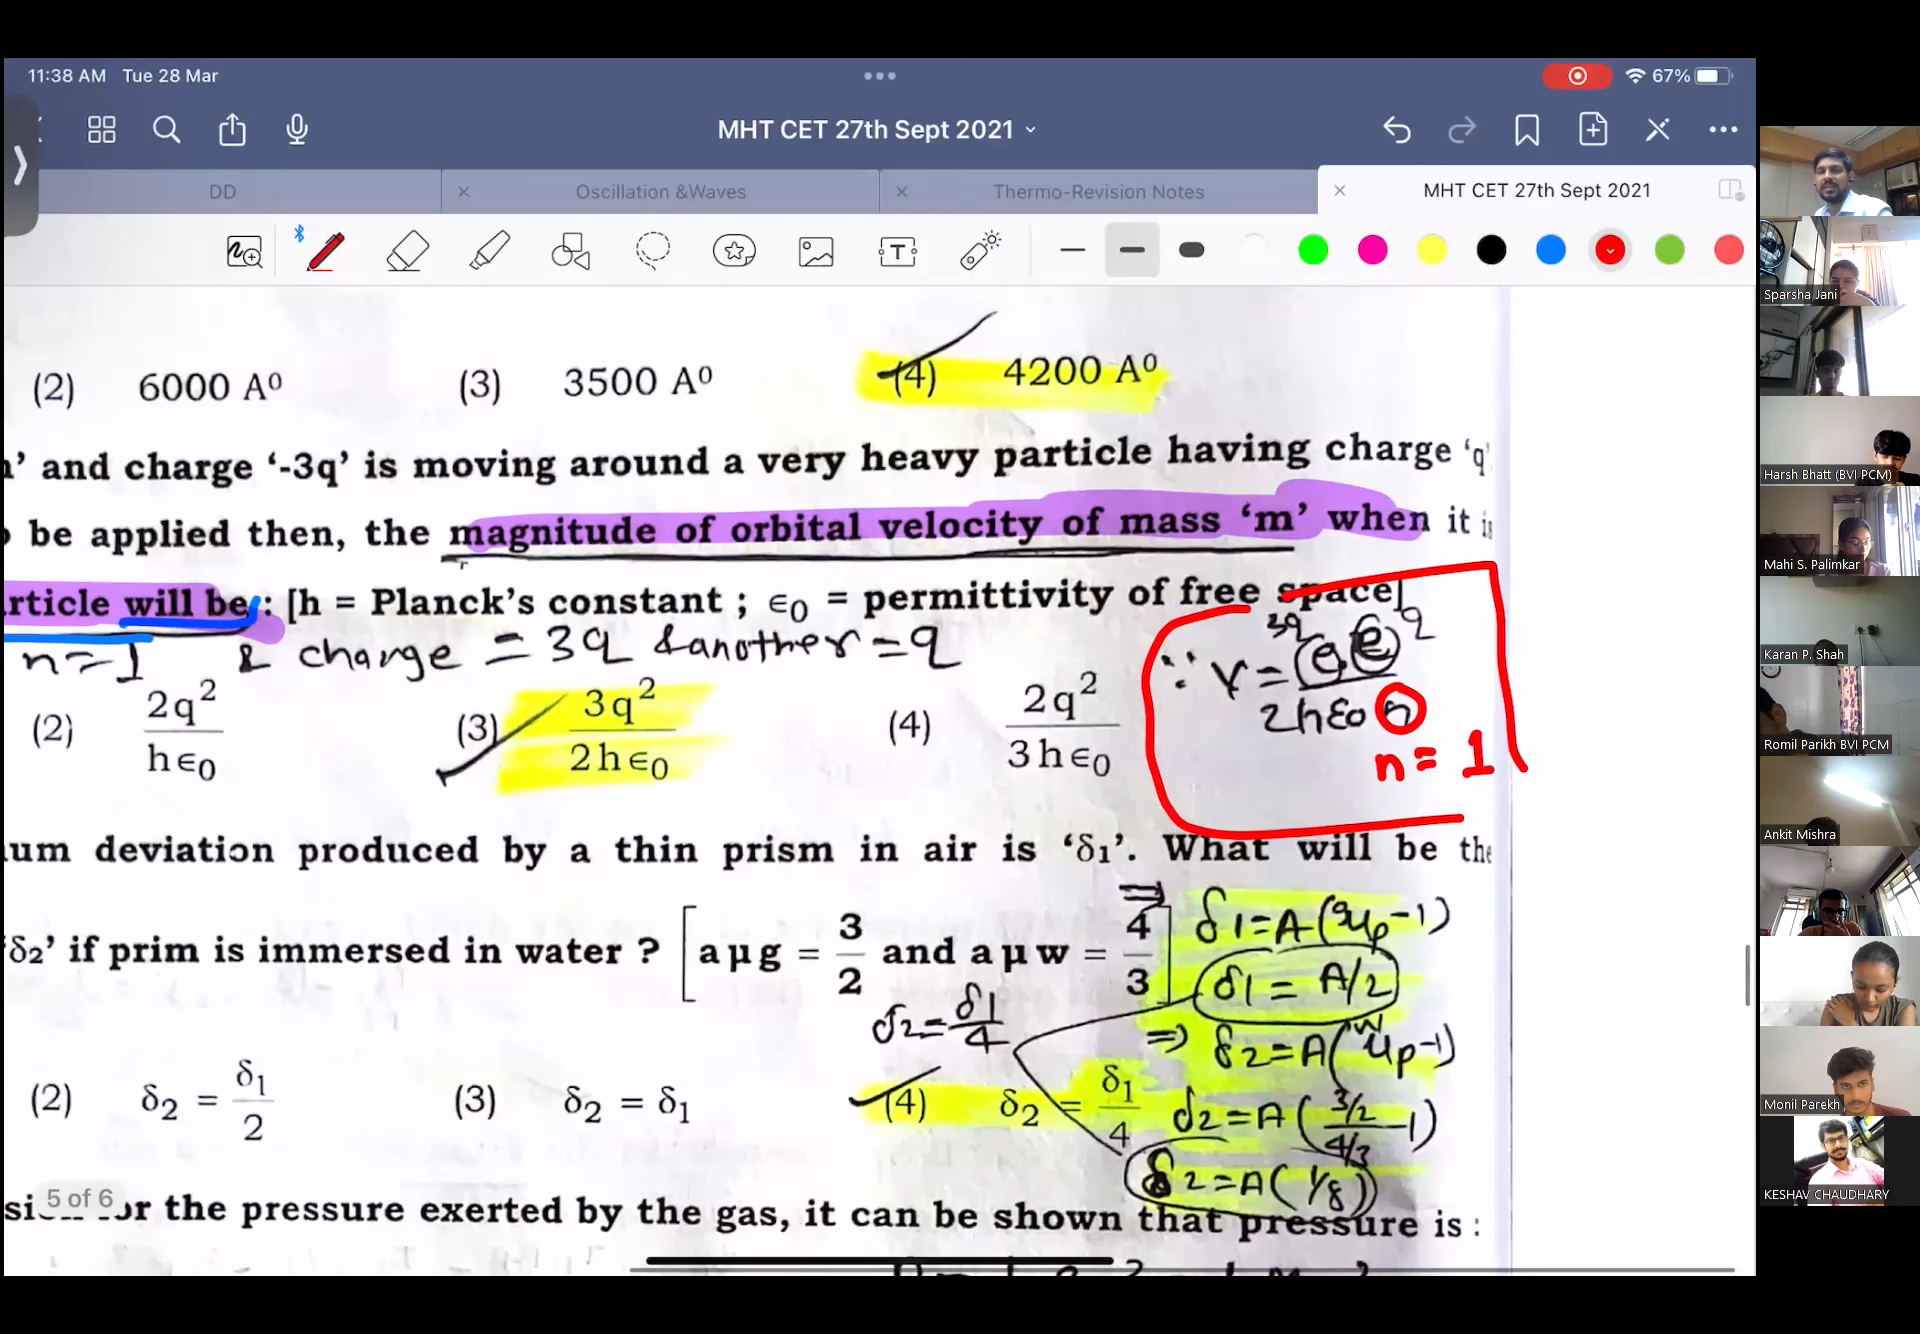 11:38 AM Tue 28 Mar
67%
MHT CET 27th Sept 2021
DD
Oscillation &Waves
Thermo-Revision Notes
MHT CET 27th Sept 2021
(2) 6000 A⁰ (3) 3500 A⁰ (4) 4200 A⁰
' and charge '-3q' is moving around a very heavy particle having charge 'q'
be applied then, the magnitude of orbital velocity of mass 'm' when it
rticle will be : [h = Planck's constant ; ϵ₀ = permittivity of free space]
n=1 & charge = 3q & another = q
∵ v = 3q q / 2hε₀ n
n = 1
(2) 2q²/hϵ₀ (3) 3q²/2hϵ₀ (4) 2q²/3hϵ₀
um deviation produced by a thin prism in air is 'δ₁'. What will be the
'δ₂' if prim is immersed in water ? [aμg = 3/2 and aμw = 4/3]
⇒ δ1 = A(aμp-1)
δ1 = A/2
δ2 = δ1/4
⇒ δ2 = A(wμp-1)
(2) δ₂ = δ₁/2 (3) δ₂ = δ₁ (4) δ₂ = δ₁/4
δ2 = A(3/2/4/3 -1)
δ2 = A(1/8)
5 of 6
or the pressure exerted by the gas, it can be shown that pressure is :
Sparsha Jani
Harsh Bhatt (BVI PCM)
Mahi S. Palimkar
Karan P. Shah
Romil Parikh BVI PCM
Ankit Mishra
Monil Parekh
KESHAV CHAUDHARY